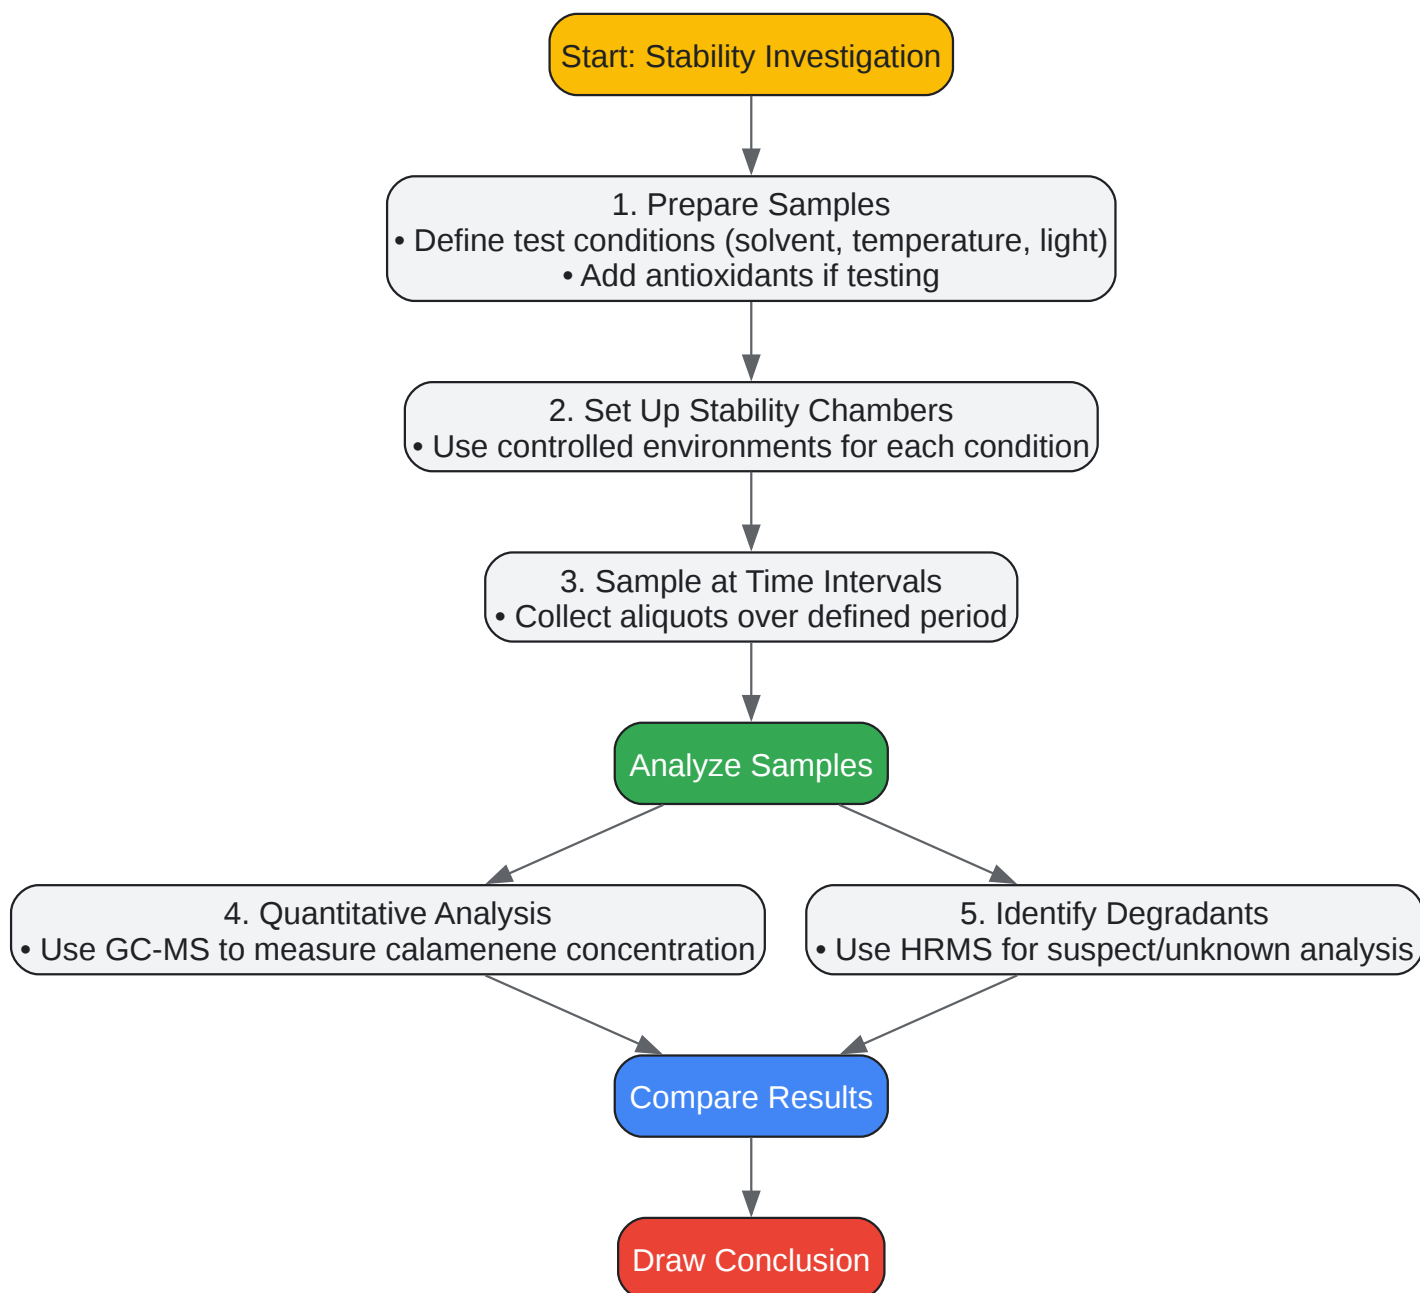 Start: Stability Investigation
1. Prepare Samples
• Define test conditions (solvent, temperature, light)
• Add antioxidants if testing
2. Set Up Stability Chambers
• Use controlled environments for each condition
3. Sample at Time Intervals
• Collect aliquots over defined period
Analyze Samples
4. Quantitative Analysis
• Use GC-MS to measure calamenene concentration
5. Identify Degradants
• Use HRMS for suspect/unknown analysis
Compare Results
Draw Conclusion